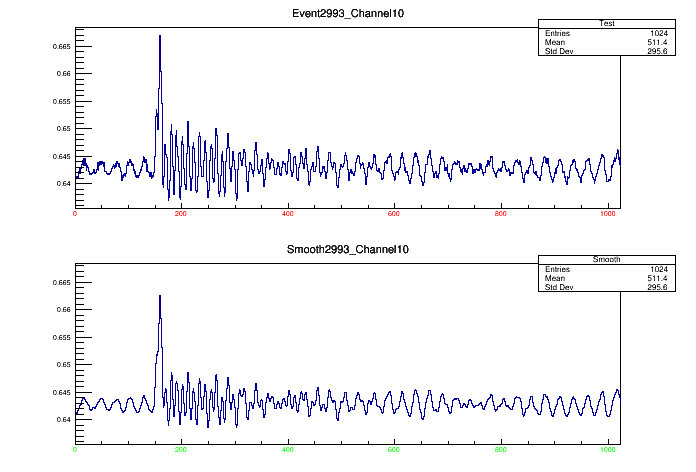 Event2993_Channel10
Test
Entries 1024
Mean 511.4
Std Dev 295.6
0.665
0.66
0.655
0.65
0.645
0.64
0 200 400 600 800 1000
Smooth2993_Channel10
Smooth
Entries 1024
Mean 511.4
Std Dev 295.6
0.665
0.66
0.655
0.65
0.645
0.64
0 200 400 600 800 1000